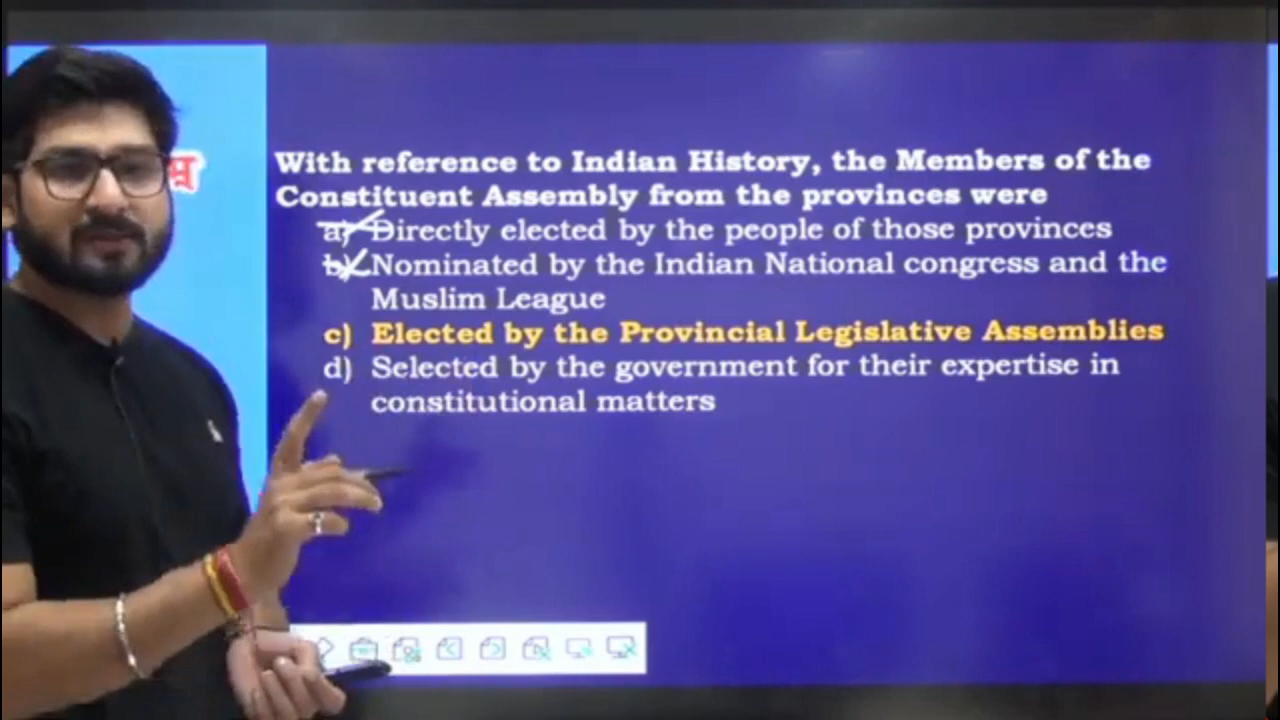 With reference to Indian History, the Members of the
Constituent Assembly from the provinces were
a) Directly elected by the people of those provinces
b) Nominated by the Indian National congress and the
Muslim League
c) Elected by the Provincial Legislative Assemblies
d) Selected by the government for their expertise in
constitutional matters